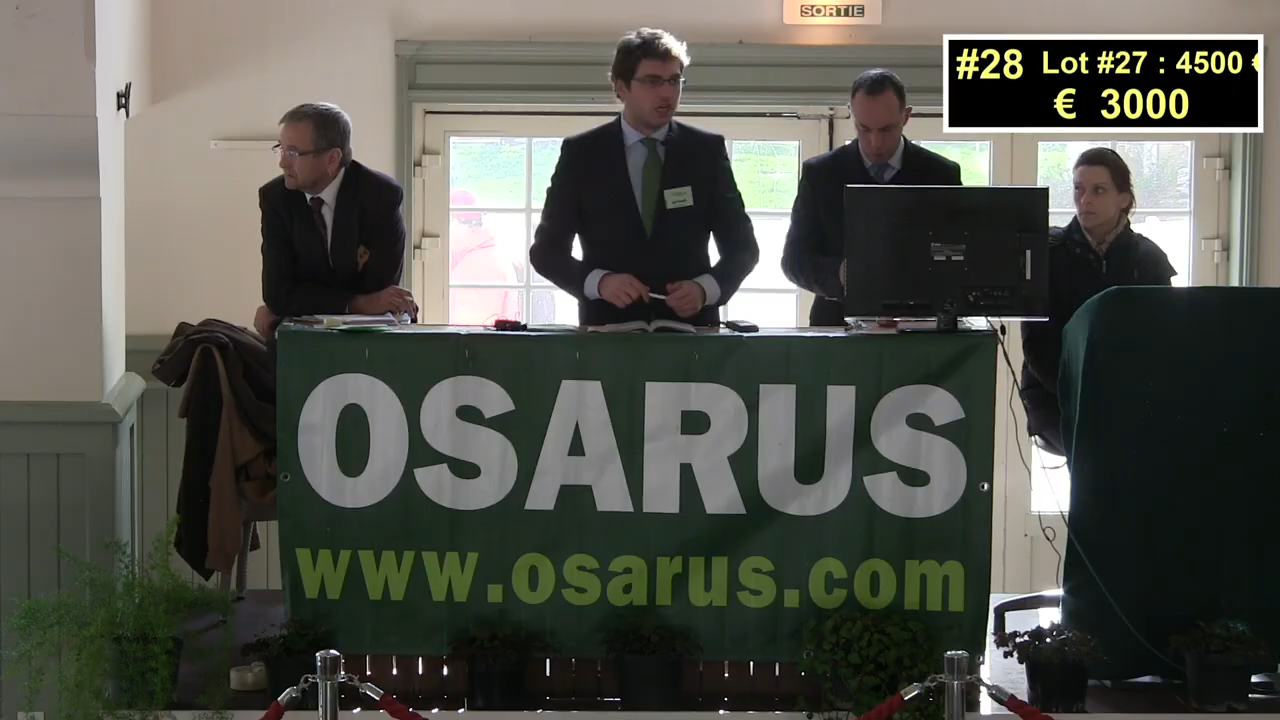 SORTIE
#28 Lot #27 : 4500 €
€ 3000
OSARUS
www.osarus.com